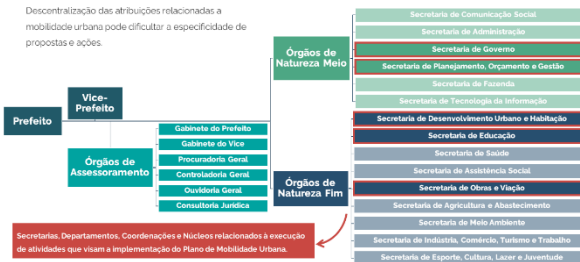 Descentralização das atribuições relacionadas a
mobilidade urbana pode dificultar a especificidade de
propostas e ações.
Prefeito
Vice-
Prefeito
Órgãos de
Assessoramento
Gabinete do Prefeito
Gabinete do Vice
Procuradoria Geral
Controladoria Geral
Ouvidoria Geral
Consultoria Jurídica
Órgãos de
Natureza Meio
Secretaria de Comunicação Social
Secretaria de Administração
Secretaria de Governo
Secretaria de Planejamento, Orçamento e Gestão
Secretaria de Fazenda
Secretaria de Tecnologia da Informação
Órgãos de
Natureza Fim
Secretaria de Desenvolvimento Urbano e Habitação
Secretaria de Educação
Secretaria de Saúde
Secretaria de Assistência Social
Secretaria de Obras e Viação
Secretaria de Agricultura e Abastecimento
Secretaria de Meio Ambiente
Secretaria de Indústria, Comércio, Turismo e Trabalho
Secretaria de Esporte, Cultura, Lazer e Juventude
Secretarias, Departamentos, Coordenações e Núcleos relacionados à execução
de atividades que visam a implementação do Plano de Mobilidade Urbana.